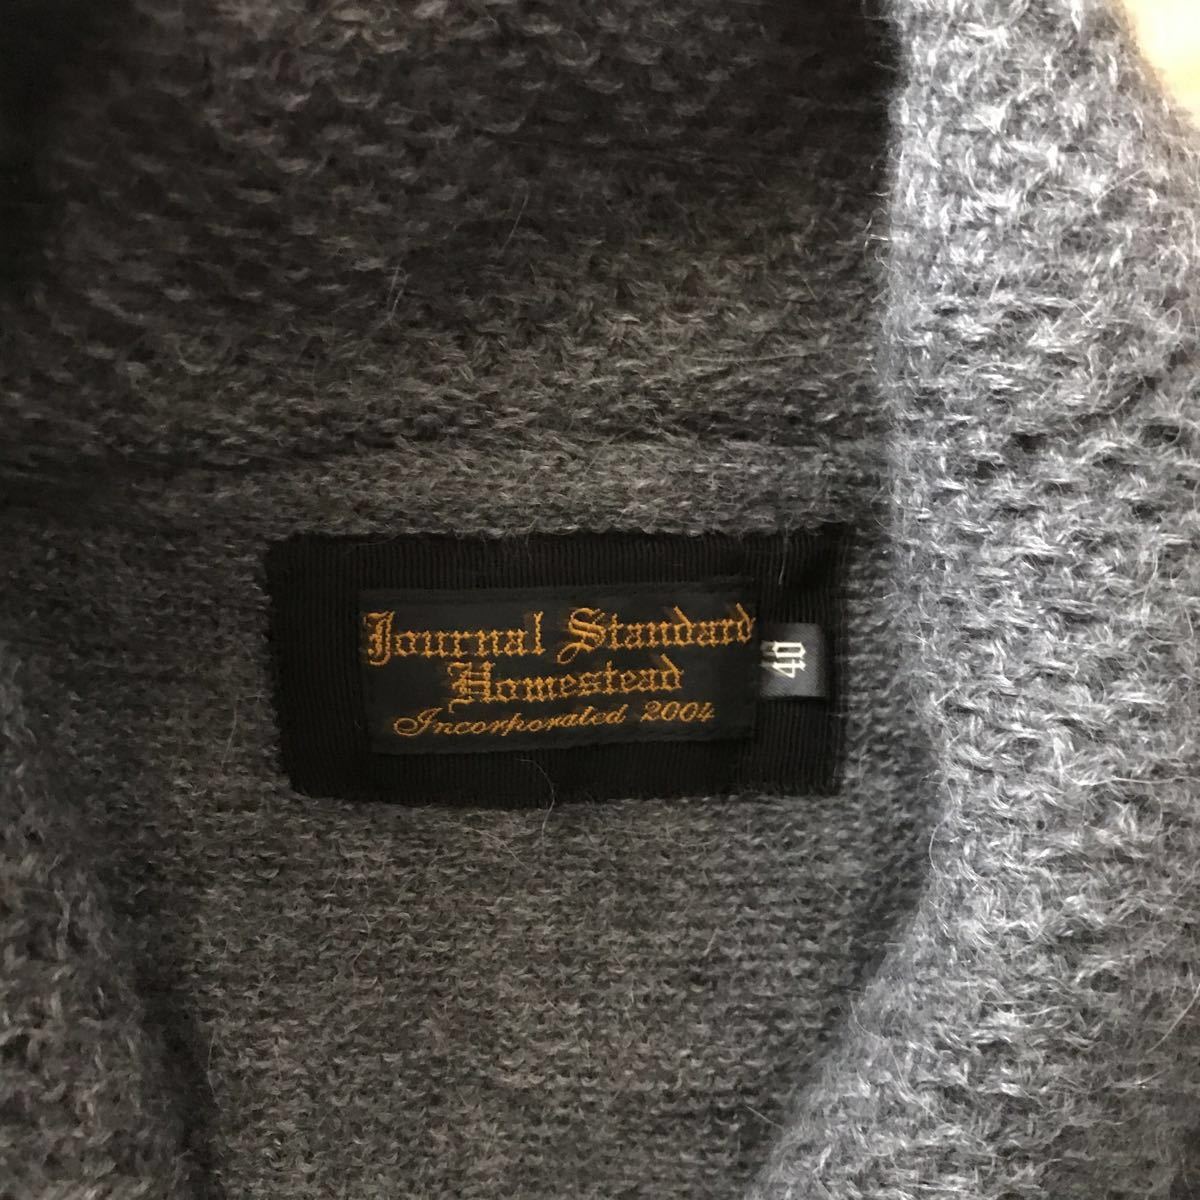 Journal Standard
Homestead
Incorporated 2004
40